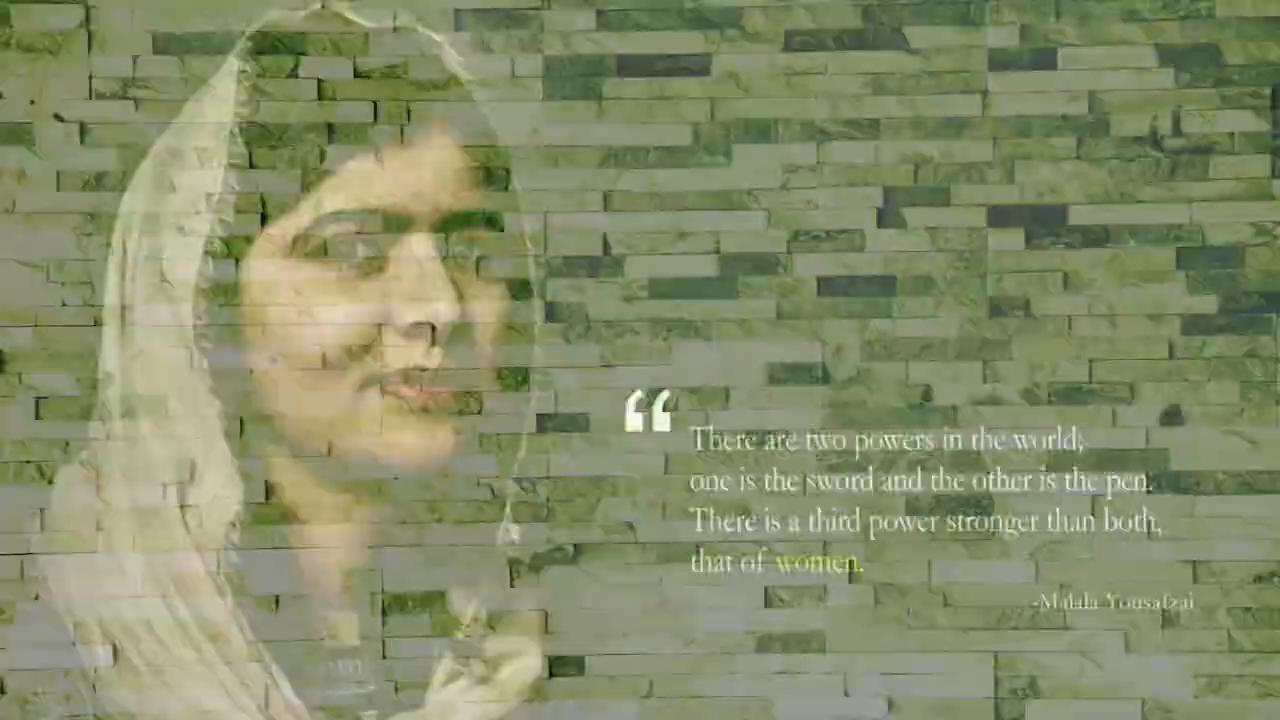 “
There are two powers in the world;
one is the sword and the other is the pen.
There is a third power stronger than both,
that of women.
-Malala Yousafzai